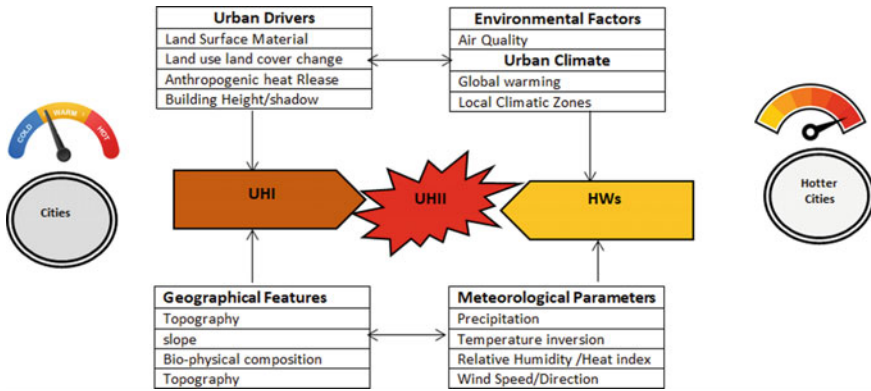 Urban Drivers
Land Surface Material
Land use land cover change
Anthropogenic heat Rlease
Building Height/shadow
Environmental Factors
Air Quality
Urban Climate
Global warming
Local Climatic Zones
COLD
WARM
HOT
Cities
UHI
UHII
HWs
Hotter
Cities
Geographical Features
Topography
slope
Bio-physical composition
Topography
Meteorological Parameters
Precipitation
Temperature inversion
Relative Humidity /Heat index
Wind Speed/Direction